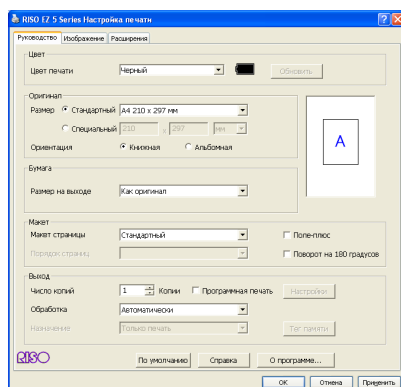 RISO EZ 5 Series Настройка печати
Руководство Изображение Расширения
Цвет
Цвет печати Черный Обновить
Оригинал
Размер Стандартный A4 210 x 297 мм
Специальный 210 x 297 мм
Ориентация Книжная Альбомная
A
Бумага
Размер на выходе Как оригинал
Макет
Макет страницы Стандартный Поле-плюс
Порядок страниц Поворот на 180 градусов
Выход
Число копий 1 Копии Программная печать Настройки
Обработка Автоматически
Назначение Только печать Тег памяти
RISO По умолчанию Справка О программе...
ОК Отмена Применить